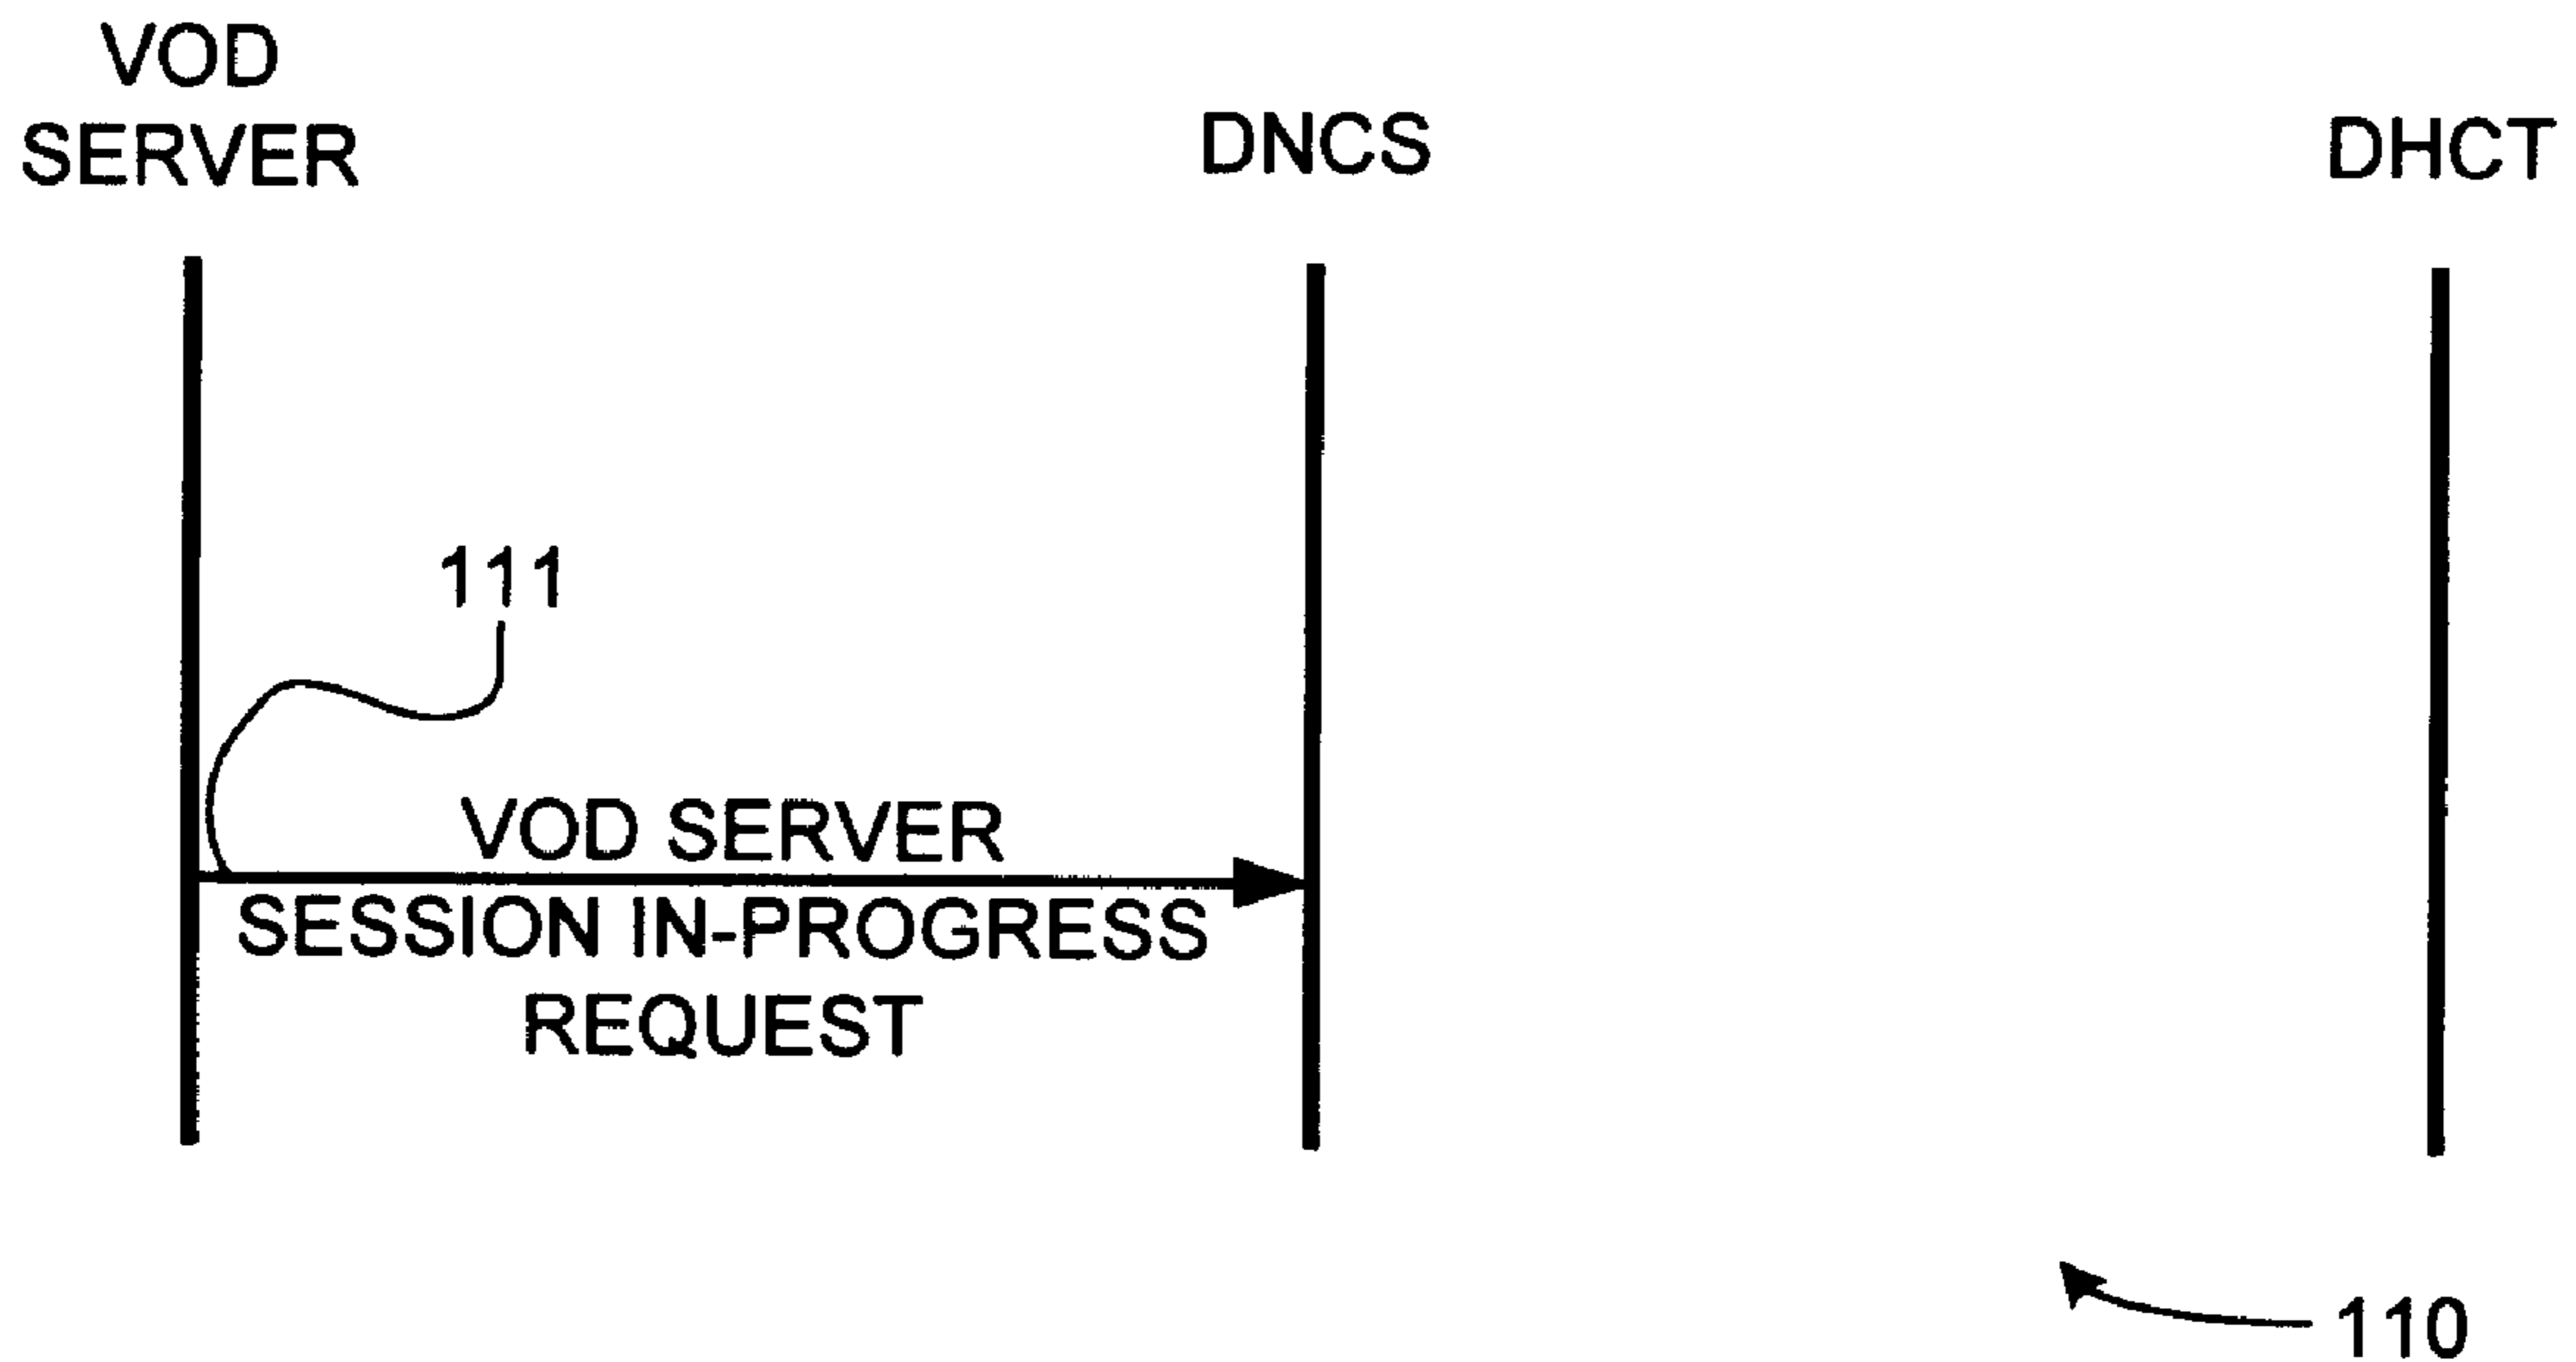 VOD
SERVER
DNCS
DHCT
111
VOD SERVER
SESSION IN-PROGRESS
REQUEST
110